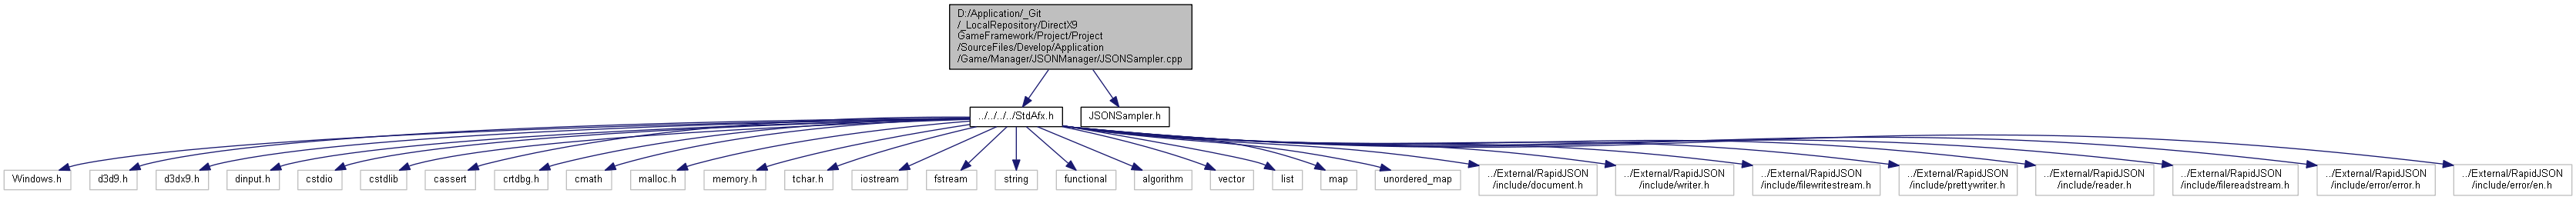 D:/Application/_Git
/_LocalRepository/DirectX9
GameFramework/Project/Project
/SourceFiles/Develop/Application
/Game/Manager/JSONManager/JSONSampler.cpp
../../../../StdAfx.h
JSONSampler.h
Windows.h
d3d9.h
d3dx9.h
dinput.h
cstdio
cstdlib
cassert
crtdbg.h
cmath
malloc.h
memory.h
tchar.h
iostream
fstream
string
functional
algorithm
vector
list
map
unordered_map
../External/RapidJSON
/include/document.h
../External/RapidJSON
/include/writer.h
../External/RapidJSON
/include/filewritestream.h
../External/RapidJSON
/include/prettywriter.h
../External/RapidJSON
/include/reader.h
../External/RapidJSON
/include/filereadstream.h
../External/RapidJSON
/include/error/error.h
../External/RapidJSON
/include/error/en.h